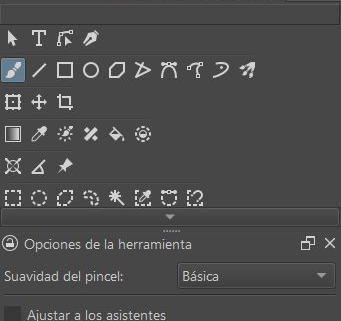 Opciones de la herramienta
Suavidad del pincel: Básica
Ajustar a los asistentes